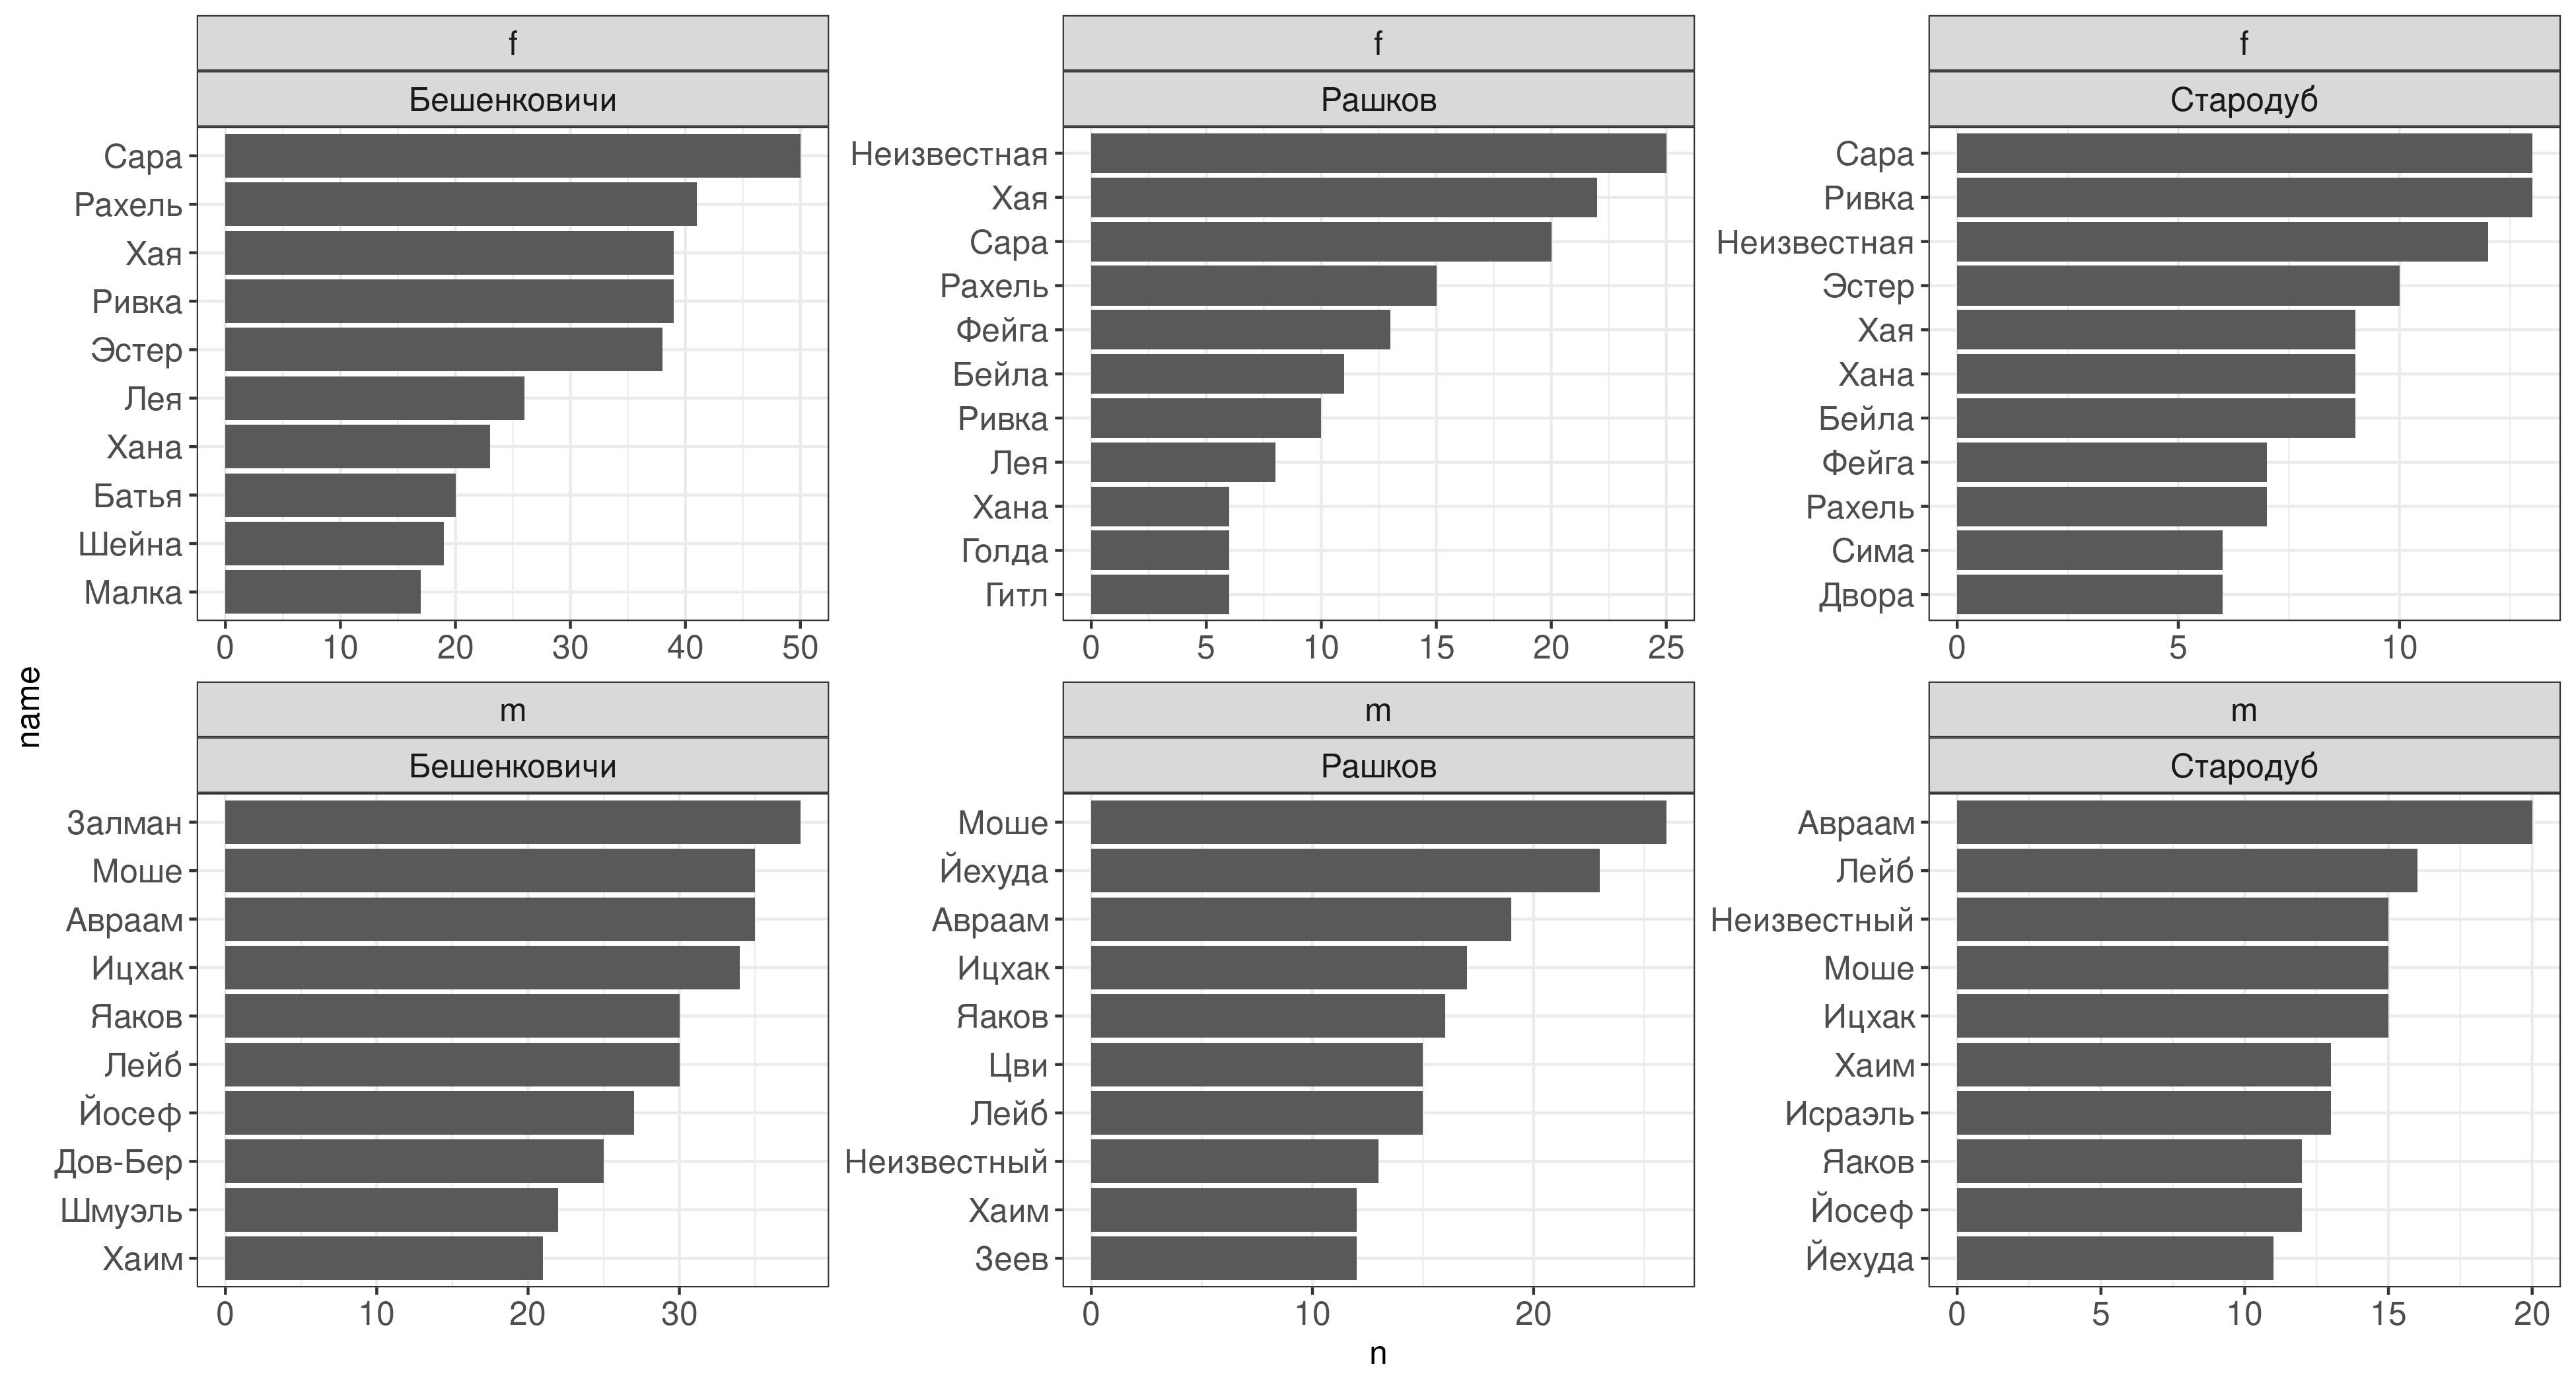 f
Бешенковичи
Сара
Рахель
Хая
Ривка
Эстер
Лея
Хана
Батья
Шейна
Малка
0 10 20 30 40 50
f
Рашков
Неизвестная
Хая
Сара
Рахель
Фейга
Бейла
Ривка
Лея
Хана
Голда
Гитл
0 5 10 15 20 25
f
Стародуб
Сара
Ривка
Неизвестная
Эстер
Хая
Хана
Бейла
Фейга
Рахель
Сима
Двора
0 5 10
name
m
Бешенковичи
Залман
Моше
Авраам
Ицхак
Яаков
Лейб
Йосеф
Дов-Бер
Шмуэль
Хаим
0 10 20 30
m
Рашков
Моше
Йехуда
Авраам
Ицхак
Яаков
Цви
Лейб
Неизвестный
Хаим
Зеев
0 10 20
m
Стародуб
Авраам
Лейб
Неизвестный
Моше
Ицхак
Хаим
Исраэль
Яаков
Йосеф
Йехуда
0 5 10 15 20
n